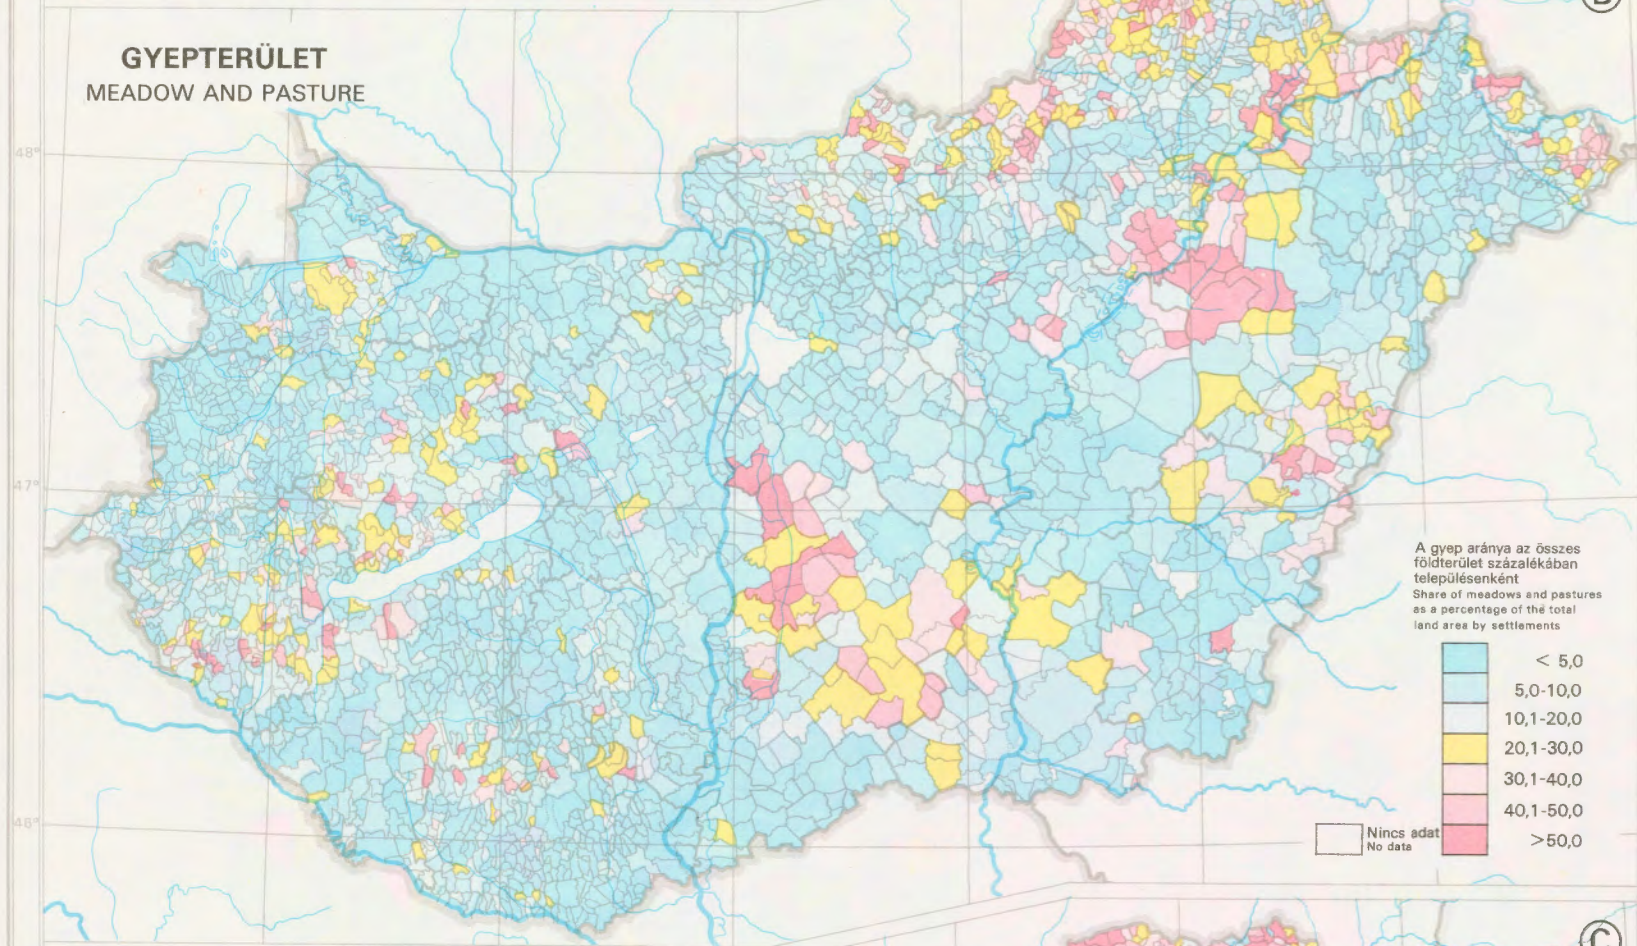 B
GYEPTERÜLET
MEADOW AND PASTURE
48°
47°
46°
A gyep aránya az összes
földterület százalékában
településenként
Share of meadows and pastures
as a percentage of the total
land area by settlements
< 5,0
5,0-10,0
10,1-20,0
20,1-30,0
30,1-40,0
40,1-50,0
>50,0
Nincs adat
No data
C